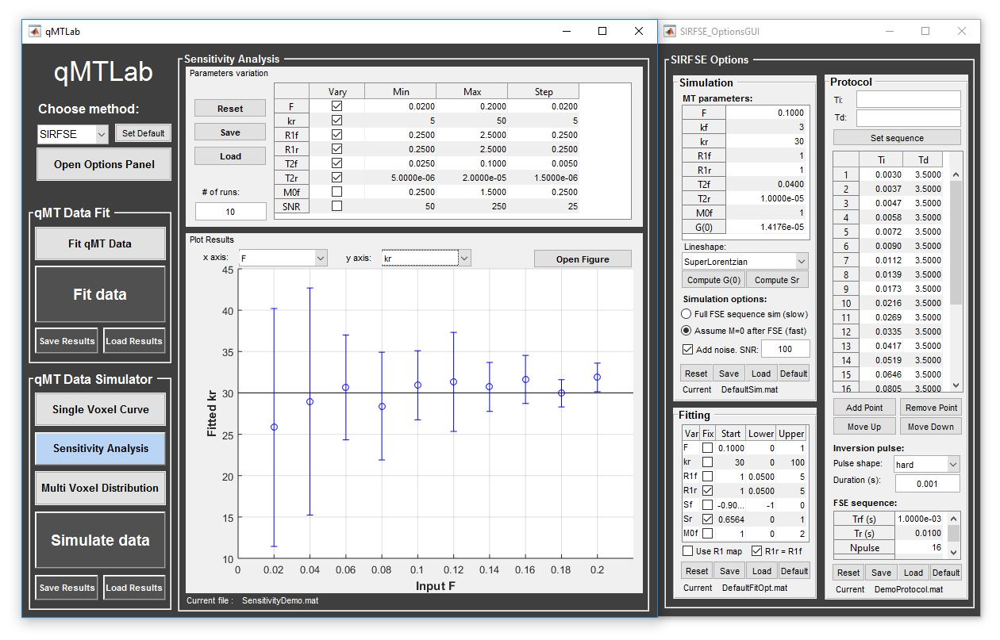 qMTLab
qMTLab
Choose method:
SIRFSE
Set Default
Open Options Panel
qMT Data Fit
Fit qMT Data
Fit data
Save Results
Load Results
qMT Data Simulator
Single Voxel Curve
Sensitivity Analysis
Multi Voxel Distribution
Simulate data
Save Results
Load Results
Sensitivity Analysis
Parameters variation
Reset
Save
Load
# of runs:
10
Vary Min Max Step
F 0.0200 0.2000 0.0200
kr 5 50 5
R1f 0.2500 2.5000 0.2500
R1r 0.2500 2.5000 0.2500
T2f 0.0250 0.1000 0.0050
T2r 5.0000e-06 2.0000e-05 1.5000e-06
M0f 0.2500 1.5000 0.2500
SNR 50 250 25
Plot Results
x axis: F y axis: kr Open Figure
45
40
35
30
25
20
15
10
Fitted kr
0 0.02 0.04 0.06 0.08 0.1 0.12 0.14 0.16 0.18 0.2
Input F
Current file : SensitivityDemo.mat
SIRFSE_OptionsGUI
SIRFSE Options
Simulation
MT parameters:
F 0.1000
kf 3
kr 30
R1f 1
R1r 1
T2f 0.0400
T2r 1.0000e-05
M0f 1
G(0) 1.4176e-05
Lineshape:
SuperLorentzian
Compute G(0) Compute Sr
Simulation options:
Full FSE sequence sim (slow)
Assume M=0 after FSE (fast)
Add noise. SNR: 100
Reset Save Load Default
Current DefaultSim.mat
Fitting
Var Fix Start Lower Upper
F 0.1000 0 1
kr 30 0 100
R1f 1 0.0500 5
R1r 1 0.0500 5
Sf -0.90... -1 0
Sr 0.6564 0 1
M0f 1 0 2
Use R1 map R1r = R1f
Reset Save Load Default
Current DefaultFitOpt.mat
Protocol
Ti:
Td:
Set sequence
Ti Td
1 0.0030 3.5000
2 0.0037 3.5000
3 0.0047 3.5000
4 0.0058 3.5000
5 0.0072 3.5000
6 0.0090 3.5000
7 0.0112 3.5000
8 0.0139 3.5000
9 0.0173 3.5000
10 0.0216 3.5000
11 0.0269 3.5000
12 0.0335 3.5000
13 0.0417 3.5000
14 0.0519 3.5000
15 0.0646 3.5000
16 0.0805 3.5000
Add Point Remove Point
Move Up Move Down
Inversion pulse:
Pulse shape: hard
Duration (s): 0.001
FSE sequence:
Trf (s) 1.0000e-03
Tr (s) 0.0100
Npulse 16
Reset Save Load Default
Current DemoProtocol.mat